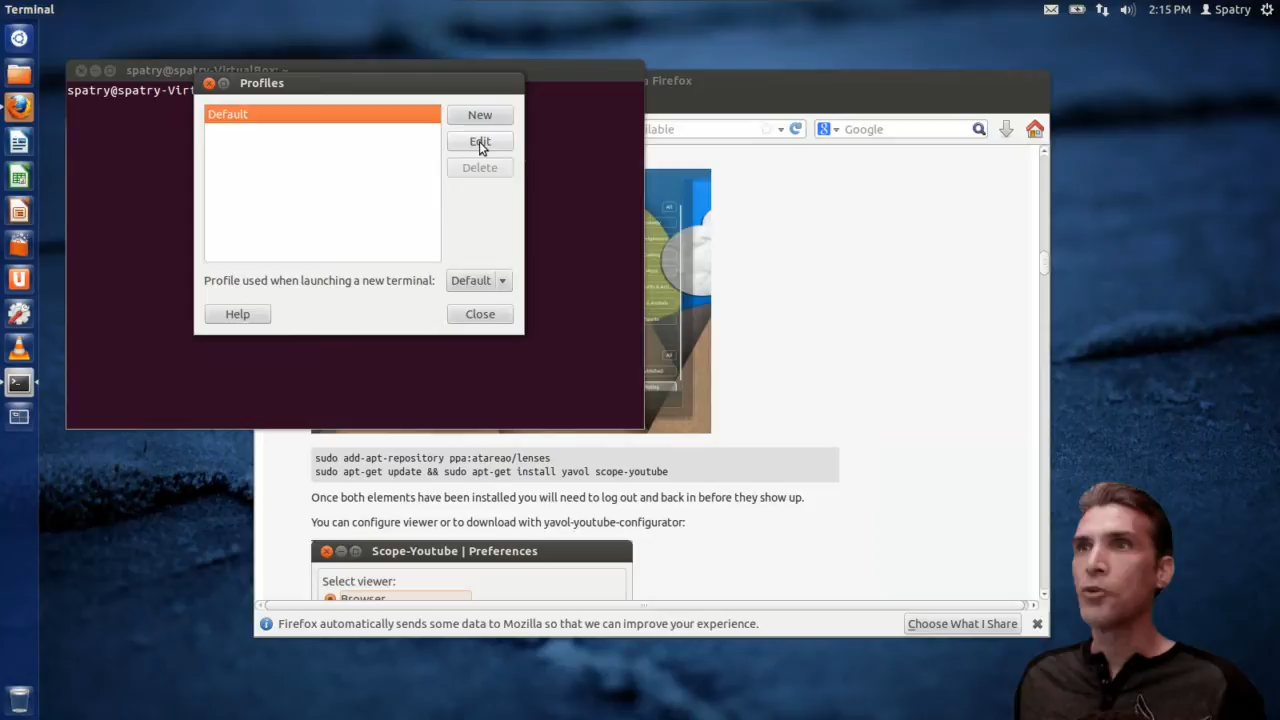 Terminal
2:15 PM Spatry
spatry@spatry-VirtualBox: ~
Firefox
spatry@spatry-Virt
Profiles
Default
New
Edit
Delete
Profile used when launching a new terminal: Default
Help
Close
ilable
Google
All
All
sudo add-apt-repository ppa:atareao/lenses
sudo apt-get update && sudo apt-get install yavol scope-youtube
Once both elements have been installed you will need to log out and back in before they show up.
You can configure viewer or to download with yavol-youtube-configurator:
Scope-Youtube | Preferences
Select viewer:
Browser
Firefox automatically sends some data to Mozilla so that we can improve your experience.
Choose What I Share